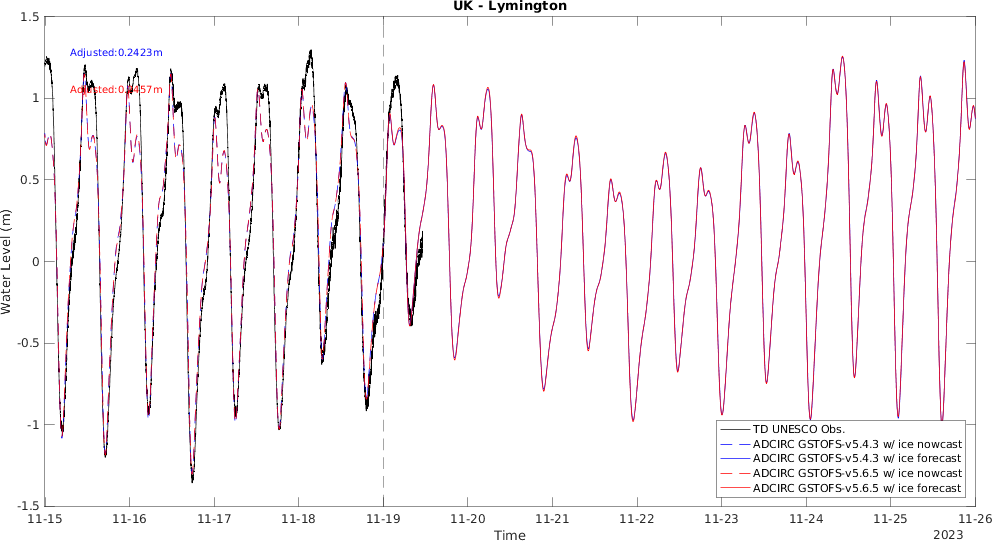 UK - Lymington
1.5
1
0.5
0
-0.5
-1
-1.5
Water Level (m)
Adjusted:0.2423m
TD UNESCO Obs.
ADCIRC GSTOFS-v5.4.3 w/ ice nowcast
ADCIRC GSTOFS-v5.4.3 w/ ice forecast
ADCIRC GSTOFS-v5.6.5 w/ ice nowcast
ADCIRC GSTOFS-v5.6.5 w/ ice forecast
11-15 11-16 11-17 11-18 11-19 11-20 11-21 11-22 11-23 11-24 11-25 11-26
Time
2023